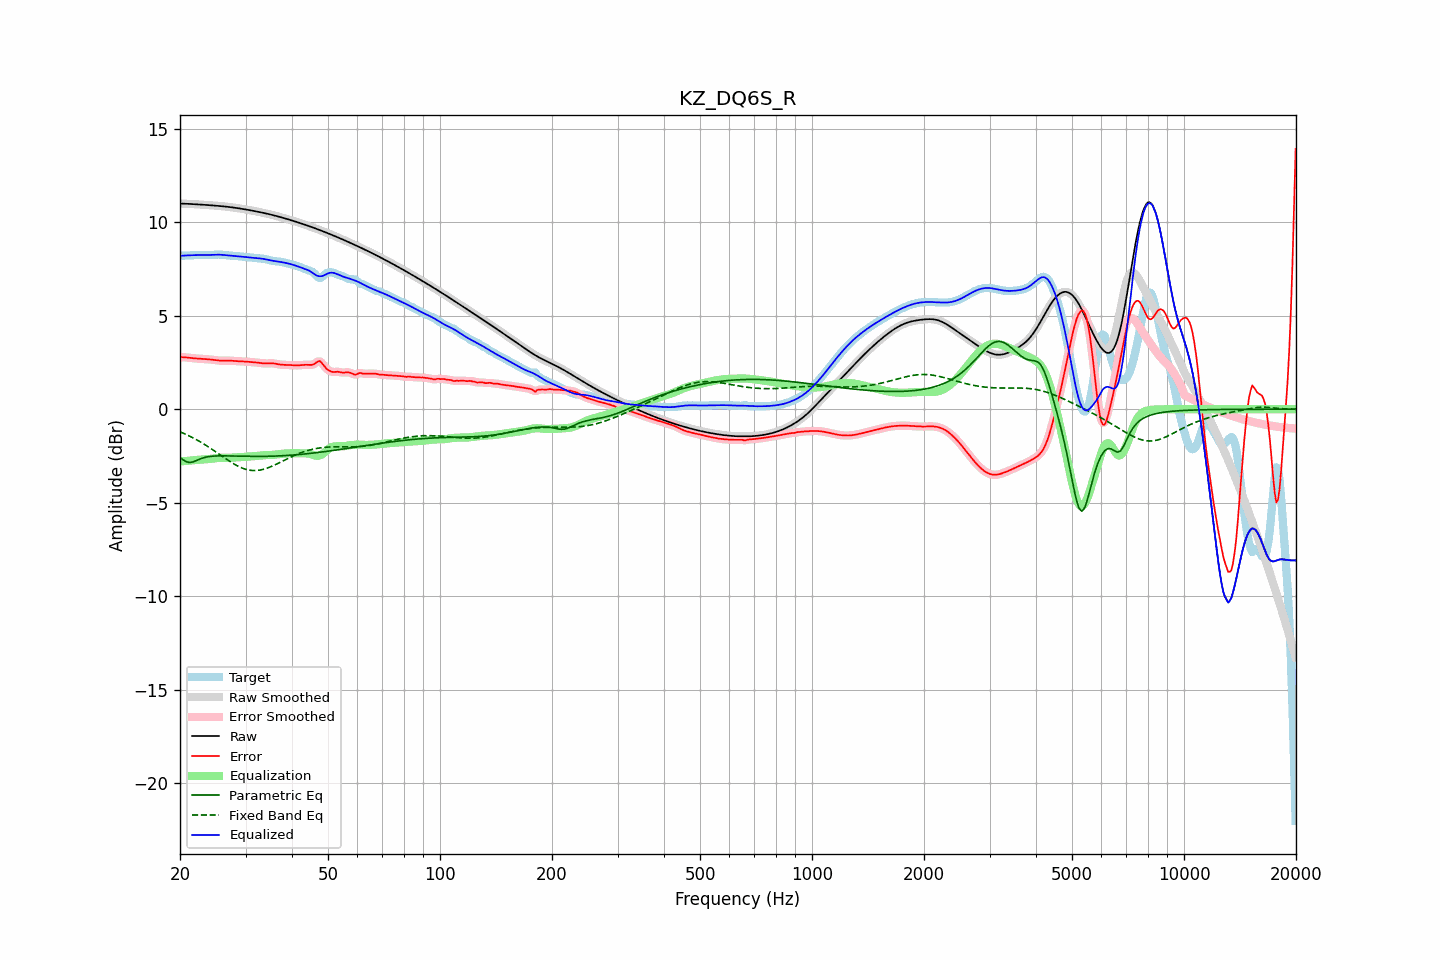 KZ_DQ6S_R
Amplitude (dBr)
15
10
5
0
−5
−10
−15
−20
Target
Raw Smoothed
Error Smoothed
Raw
Error
Equalization
Parametric Eq
Fixed Band Eq
Equalized
20 50 100 200 500 1000 2000 5000 10000 20000
Frequency (Hz)